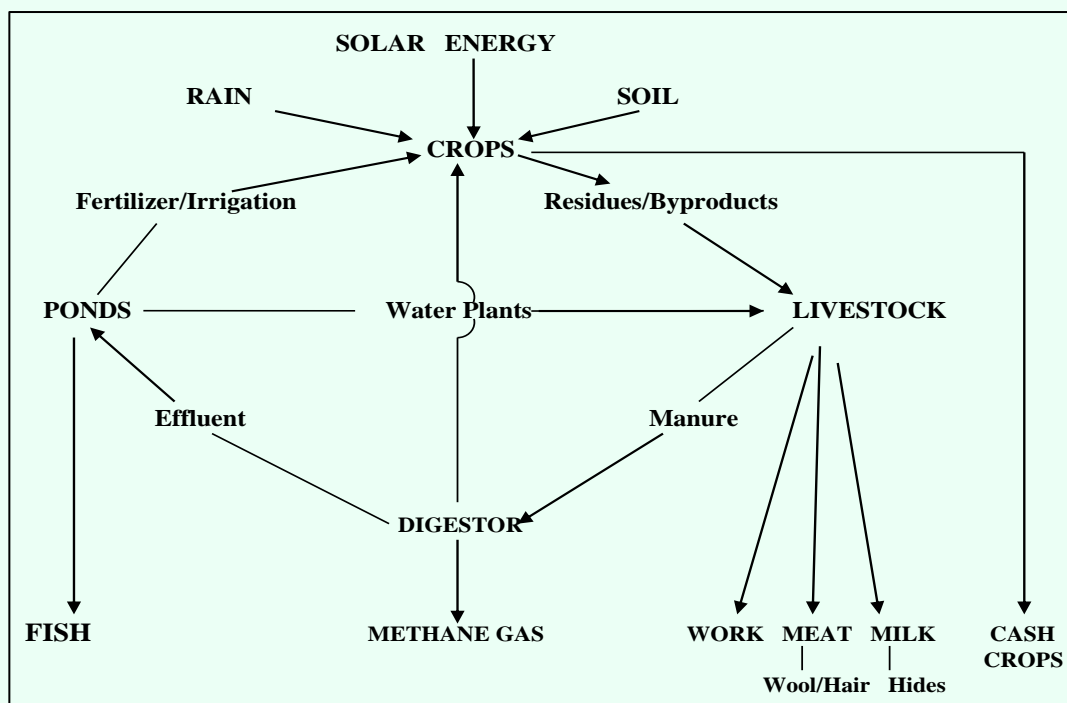 SOLAR ENERGY
RAIN
SOIL
CROPS
Fertilizer/Irrigation
Residues/Byproducts
PONDS
Water Plants
LIVESTOCK
Effluent
Manure
DIGESTOR
FISH
METHANE GAS
WORK
MEAT
MILK
CASH
CROPS
Wool/Hair
Hides